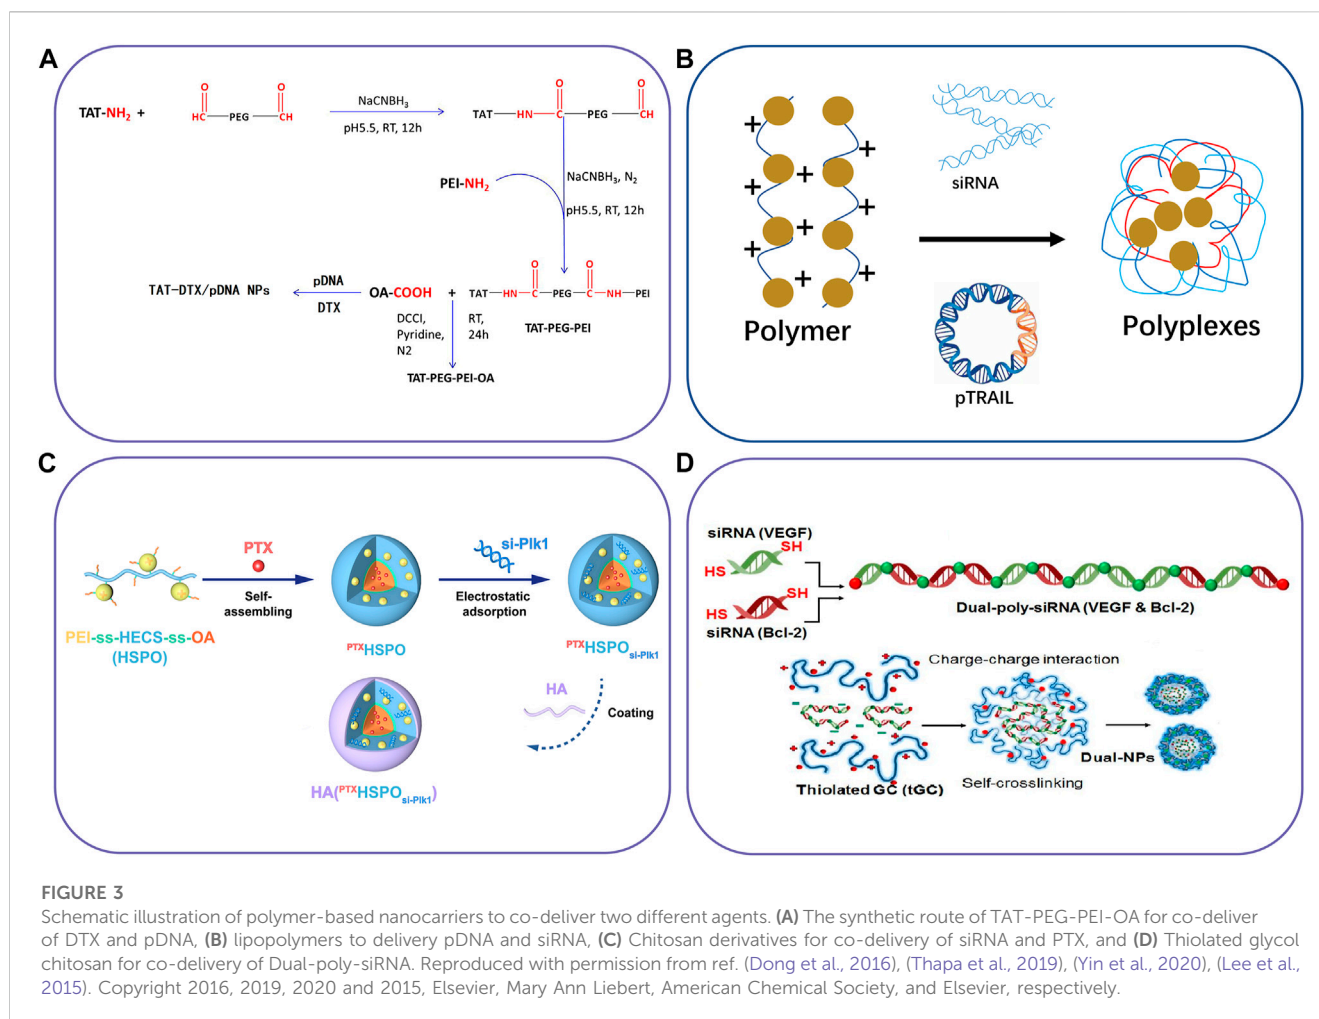 A
TAT-NH2 +
O
HC
PEG
O
CH
NaCNBH3
pH5.5, RT, 12h
TAT
HN
O
C
PEG
O
CH
PEI-NH2
NaCNBH3, N2
pH5.5, RT, 12h
TAT-DTX/pDNA NPs
pDNA
DTX
OA-COOH
+
TAT
HN
O
C
PEG
O
C
NH
PEI
DCCI,
Pyridine,
N2
RT,
24h
TAT-PEG-PEI
TAT-PEG-PEI-OA
B
+ + + + + + + +
Polymer
siRNA
pTRAIL
Polyplexes
C
PEI-ss-HECS-ss-OA
(HSPO)
PTX
Self-
assembling
PTXHSPO
si-Plk1
Electrostatic
adsorption
PTXHSPOsi-Plk1
HA
Coating
HA(PTXHSPOsi-Plk1)
D
siRNA (VEGF)
SH
HS
SH
HS
siRNA (Bcl-2)
Dual-poly-siRNA (VEGF & Bcl-2)
Charge-charge interaction
Thiolated GC (tGC)
Self-crosslinking
Dual-NPs
FIGURE 3
Schematic illustration of polymer-based nanocarriers to co-deliver two different agents. (A) The synthetic route of TAT-PEG-PEI-OA for co-deliver
of DTX and pDNA, (B) lipopolymers to delivery pDNA and siRNA, (C) Chitosan derivatives for co-delivery of siRNA and PTX, and (D) Thiolated glycol
chitosan for co-delivery of Dual-poly-siRNA. Reproduced with permission from ref. (Dong et al., 2016), (Thapa et al., 2019), (Yin et al., 2020), (Lee et al.,
2015). Copyright 2016, 2019, 2020 and 2015, Elsevier, Mary Ann Liebert, American Chemical Society, and Elsevier, respectively.